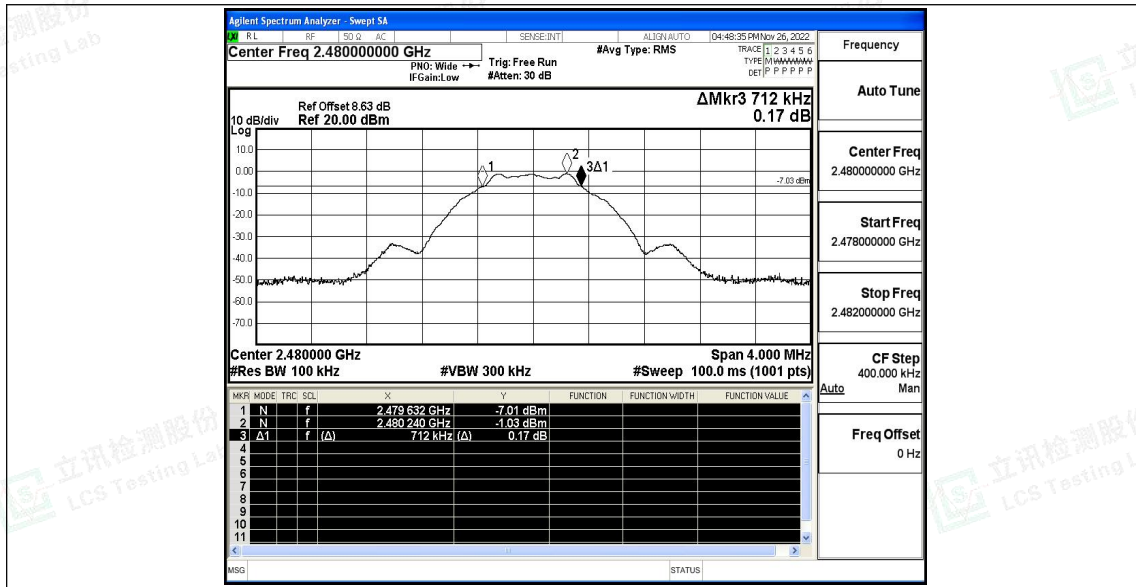 Agilent Spectrum Analyzer - Swept SA
LXI RL RF 50 Ω AC SENSE:INT ALIGN AUTO 04:48:35 PM Nov 26, 2022
Center Freq 2.480000000 GHz
PNO: Wide
IFGain:Low
Trig: Free Run
#Atten: 30 dB
#Avg Type: RMS
TRACE 1 2 3 4 5 6
TYPE M WWWWW
DET P P P P P P
Frequency
Auto Tune
Center Freq
2.480000000 GHz
Start Freq
2.478000000 GHz
Stop Freq
2.482000000 GHz
CF Step
400.000 kHz
Auto Man
Freq Offset
0 Hz
Ref Offset 8.63 dB
10 dB/div Ref 20.00 dBm
Log
ΔMkr3 712 kHz
0.17 dB
10.0
0.00
-10.0
-20.0
-30.0
-40.0
-50.0
-60.0
-70.0
1
2
3Δ1
-7.03 dBm
Center 2.480000 GHz Span 4.000 MHz
#Res BW 100 kHz #VBW 300 kHz #Sweep 100.0 ms (1001 pts)
MKR MODE TRC SCL X Y FUNCTION FUNCTION WIDTH FUNCTION VALUE
1 N f 2.479 632 GHz -7.01 dBm
2 N f 2.480 240 GHz -1.03 dBm
3 Δ1 f (Δ) 712 kHz (Δ) 0.17 dB
4
5
6
7
8
9
10
11
MSG STATUS
立讯检测股份
LCS Testing Lab